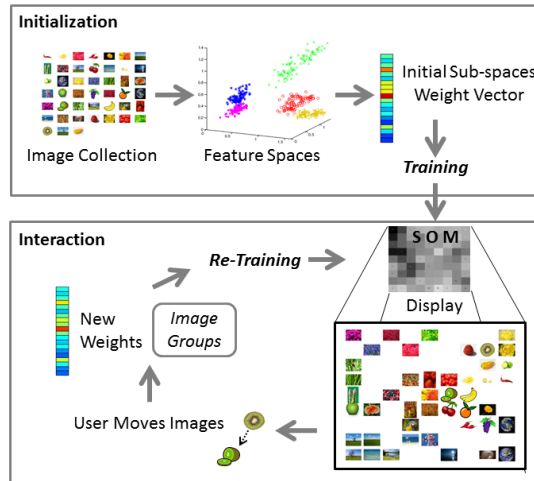 Initialization
Image Collection
Feature Spaces
Initial Sub-spaces
Weight Vector
Training
Interaction
Re-Training
S O M
Display
New
Weights
Image
Groups
User Moves Images